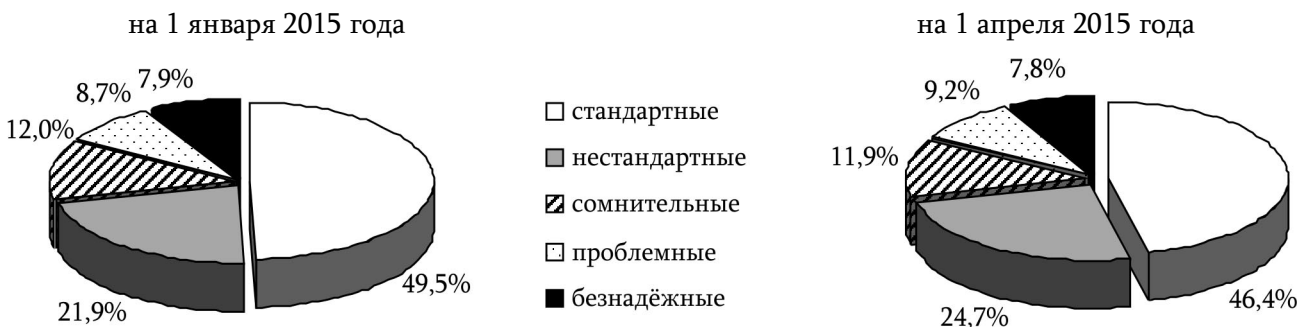 на 1 января 2015 года
7,9%
8,7%
12,0%
21,9%
49,5%
стандартные
нестандартные
сомнительные
проблемные
безнадёжные
на 1 апреля 2015 года
7,8%
9,2%
11,9%
24,7%
46,4%